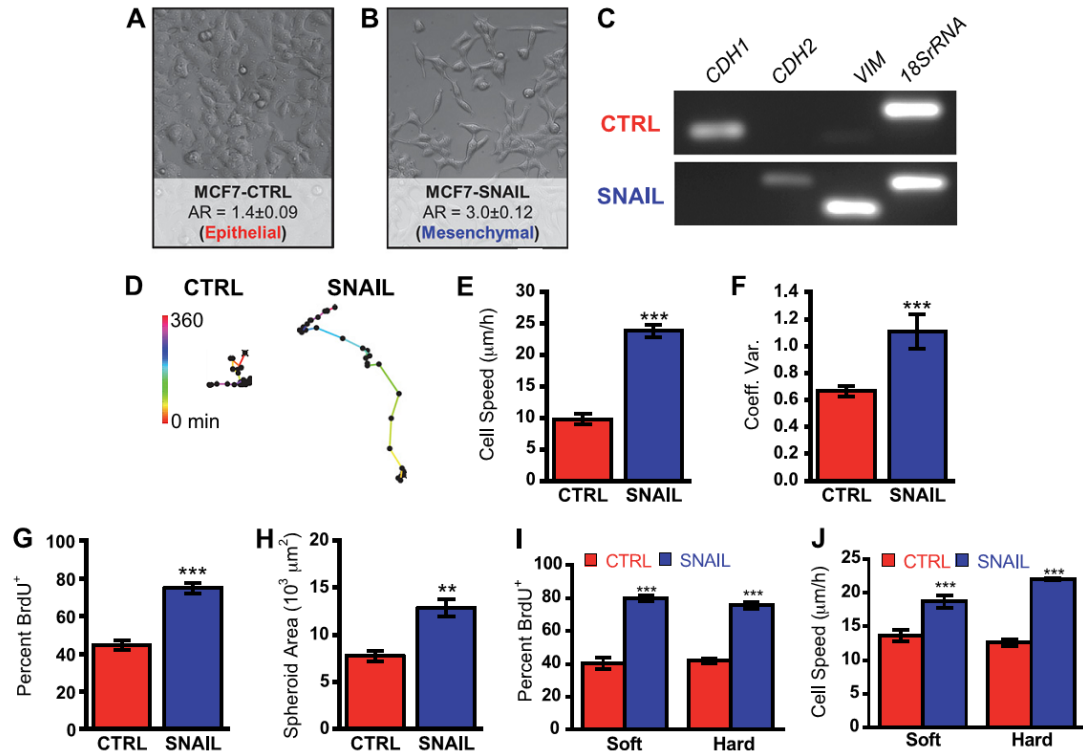 A
MCF7-CTRL
AR = 1.4±0.09
(Epithelial)
B
MCF7-SNAIL
AR = 3.0±0.12
(Mesenchymal)
C
CDH1
CDH2
VIM
18SrRNA
CTRL
SNAIL
D
CTRL
SNAIL
360
0 min
E
Cell Speed (μm/h)
30
25
20
15
10
5
0
***
CTRL
SNAIL
F
Coeff. Var.
1.4
1.2
1.0
0.8
0.6
0.4
0.2
0.0
***
CTRL
SNAIL
G
Percent BrdU+
100
80
60
40
20
0
***
CTRL
SNAIL
H
Spheroid Area (10³ μm²)
20
15
10
5
0
**
CTRL
SNAIL
I
CTRL
SNAIL
Percent BrdU+
100
80
60
40
20
0
***
***
Soft
Hard
J
CTRL
SNAIL
Cell Speed (μm/h)
25
20
15
10
5
0
***
***
Soft
Hard